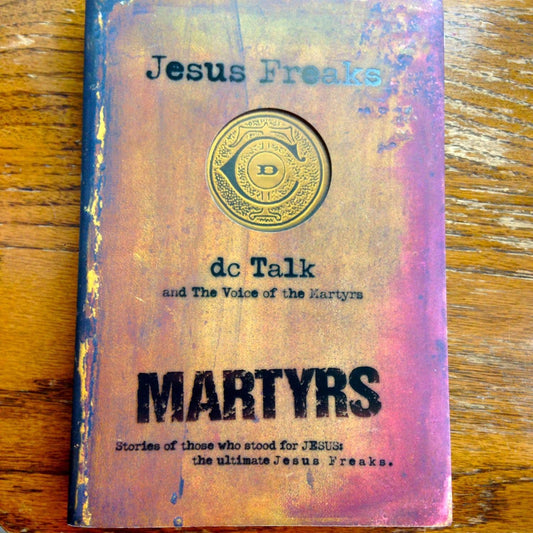 Jesus Freaks
D
dc Talk
and The Voice of the Martyrs
MARTYRS
Stories of those who stood for JESUS:
the ultimate Jesus Freaks.